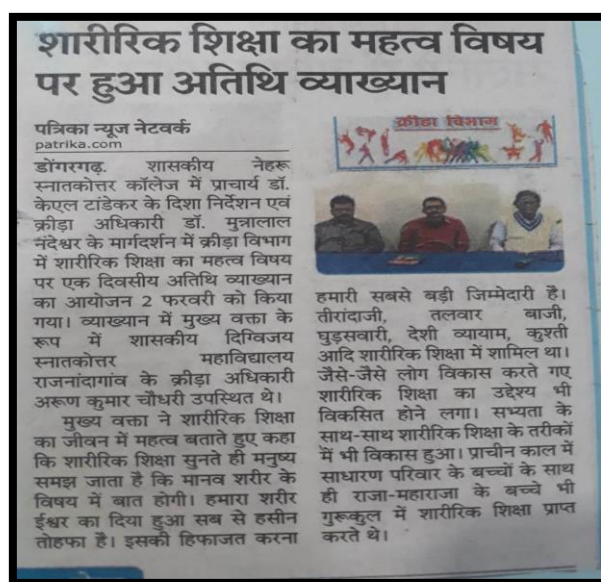 शारीरिक शिक्षा का महत्व विषय
पर हुआ अतिथि व्याख्यान
पत्रिका न्यूज नेटवर्क
patrika.com
डोंगरगढ़. शासकीय नेहरू
स्नातकोत्तर कॉलेज में प्राचार्य डॉ.
केएल टांडेकर के दिशा निर्देशन एवं
क्रीड़ा अधिकारी डॉ. मुन्नालाल
नंदेश्वर के मार्गदर्शन में क्रीड़ा विभाग
में शारीरिक शिक्षा का महत्व विषय
पर एक दिवसीय अतिथि व्याख्यान
का आयोजन 2 फरवरी को किया
गया। व्याख्यान में मुख्य वक्ता के
रूप में शासकीय दिग्विजय
स्नातकोत्तर महाविद्यालय
राजनांदागांव के क्रीड़ा अधिकारी
अरूण कुमार चौधरी उपस्थित थे।
मुख्य वक्ता ने शारीरिक शिक्षा
का जीवन में महत्व बताते हुए कहा
कि शारीरिक शिक्षा सुनते ही मनुष्य
समझ जाता है कि मानव शरीर के
विषय में बात होगी। हमारा शरीर
ईश्वर का दिया हुआ सब से हसीन
तोहफा है। इसकी हिफाजत करना
क्रीड़ा विभाग
हमारी सबसे बड़ी जिम्मेदारी है।
तीरांदाजी, तलवार बाजी,
घुड़सवारी, देशी व्यायाम, कुश्ती
आदि शारीरिक शिक्षा में शामिल था।
जैसे-जैसे लोग विकास करते गए
शारीरिक शिक्षा का उद्देश्य भी
विकसित होने लगा। सभ्यता के
साथ-साथ शारीरिक शिक्षा के तरीकों
में भी विकास हुआ। प्राचीन काल में
साधारण परिवार के बच्चों के साथ
ही राजा-महाराजा के बच्चे भी
गुरूकुल में शारीरिक शिक्षा प्राप्त
करते थे।